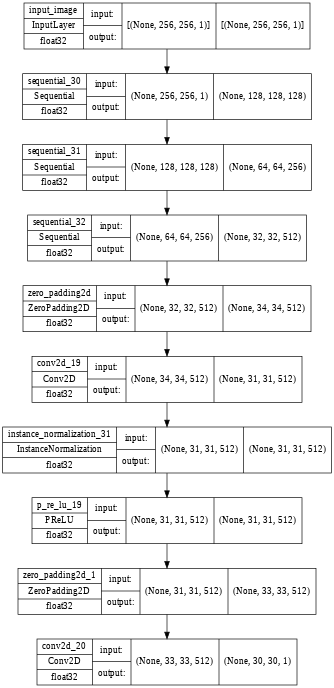 input_image input: [(None, 256, 256, 1)] [(None, 256, 256, 1)]
InputLayer
float32 output:
sequential_30 input: (None, 256, 256, 1) (None, 128, 128, 128)
Sequential
float32 output:
sequential_31 input: (None, 128, 128, 128) (None, 64, 64, 256)
Sequential
float32 output:
sequential_32 input: (None, 64, 64, 256) (None, 32, 32, 512)
Sequential
float32 output:
zero_padding2d input: (None, 32, 32, 512) (None, 34, 34, 512)
ZeroPadding2D
float32 output:
conv2d_19 input: (None, 34, 34, 512) (None, 31, 31, 512)
Conv2D
float32 output:
instance_normalization_31 input: (None, 31, 31, 512) (None, 31, 31, 512)
InstanceNormalization
float32 output:
p_re_lu_19 input: (None, 31, 31, 512) (None, 31, 31, 512)
PReLU
float32 output:
zero_padding2d_1 input: (None, 31, 31, 512) (None, 33, 33, 512)
ZeroPadding2D
float32 output:
conv2d_20 input: (None, 33, 33, 512) (None, 30, 30, 1)
Conv2D
float32 output: